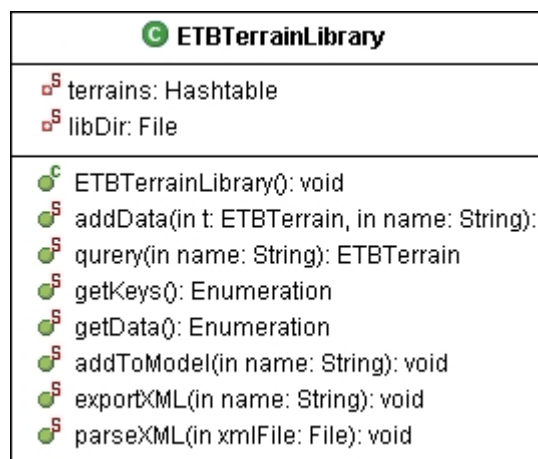 C ETBTerrainLibrary
S terrains: Hashtable
S libDir: File
C ETBTerrainLibrary(): void
S addData(in t: ETBTerrain, in name: String):
S qurery(in name: String): ETBTerrain
S getKeys(): Enumeration
S getData(): Enumeration
S addToModel(in name: String): void
S exportXML(in name: String): void
S parseXML(in xmlFile: File): void